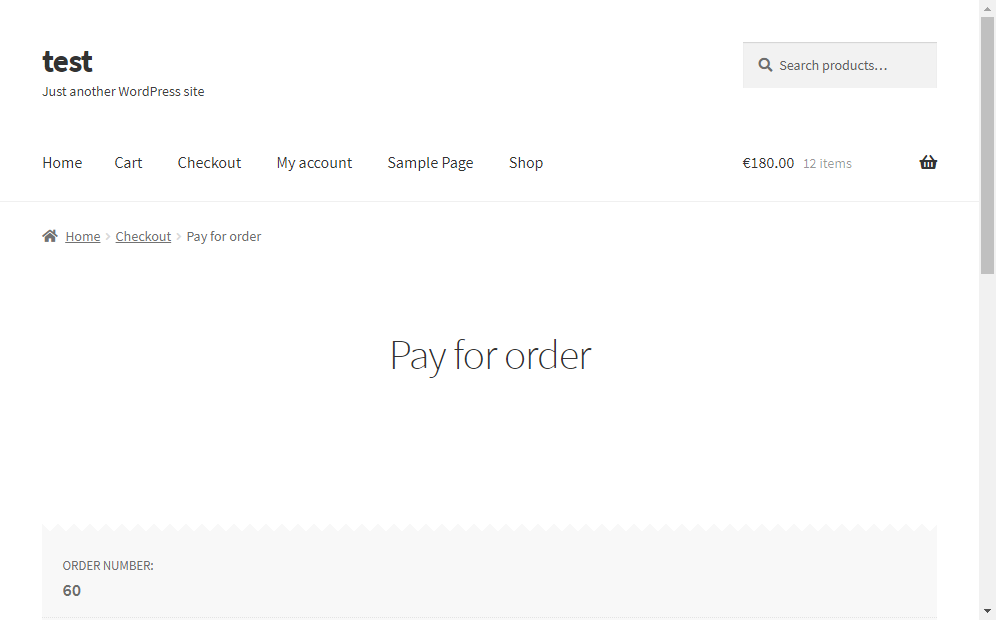 test
Just another WordPress site
Search products…
Home Cart Checkout My account Sample Page Shop
€180.00 12 items
Home Checkout Pay for order
Pay for order
ORDER NUMBER:
60